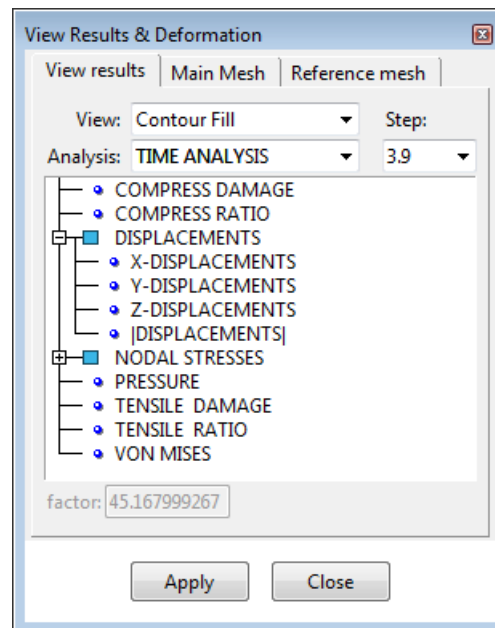 View Results & Deformation
View results Main Mesh Reference mesh
View: Contour Fill Step:
Analysis: TIME ANALYSIS 3.9
COMPRESS DAMAGE
COMPRESS RATIO
DISPLACEMENTS
X-DISPLACEMENTS
Y-DISPLACEMENTS
Z-DISPLACEMENTS
|DISPLACEMENTS|
NODAL STRESSES
PRESSURE
TENSILE DAMAGE
TENSILE RATIO
VON MISES
factor: 45.167999267
Apply Close